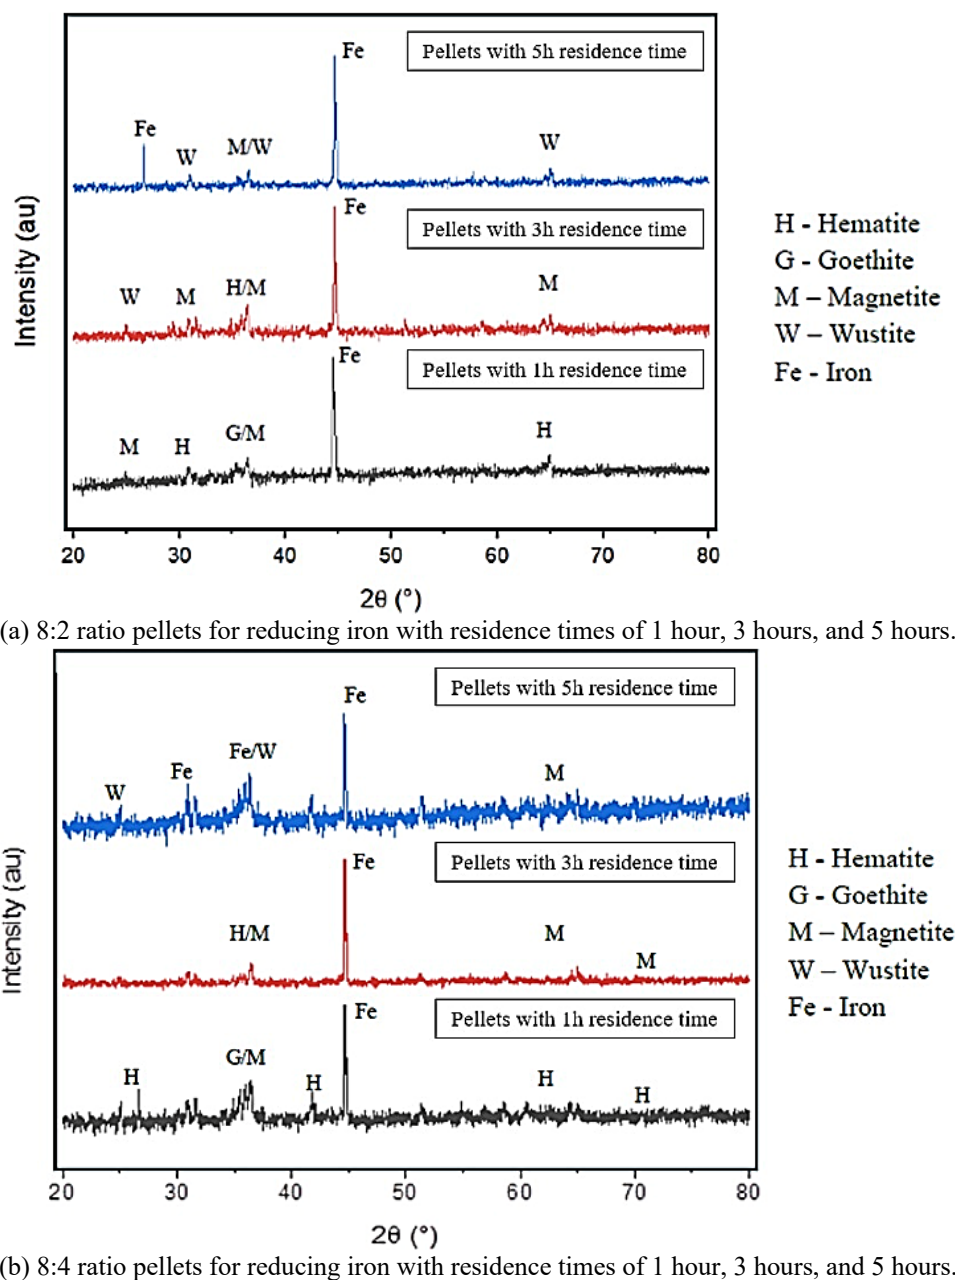 Fe
Pellets with 5h residence time
Fe
W
M/W
W
Fe
Pellets with 3h residence time
W
M
H/M
M
Fe
Pellets with 1h residence time
M
H
G/M
H
Intensity (au)
H - Hematite
G - Goethite
M – Magnetite
W – Wustite
Fe - Iron
20 30 40 50 60 70 80
2θ (°)
(a) 8:2 ratio pellets for reducing iron with residence times of 1 hour, 3 hours, and 5 hours.
Pellets with 5h residence time
Fe
Fe/W
Fe
W
M
Pellets with 3h residence time
Fe
H/M
M
M
Fe
Pellets with 1h residence time
G/M
H
H
H
H
Intensity (au)
H - Hematite
G - Goethite
M – Magnetite
W – Wustite
Fe - Iron
20 30 40 50 60 70 80
2θ (°)
(b) 8:4 ratio pellets for reducing iron with residence times of 1 hour, 3 hours, and 5 hours.